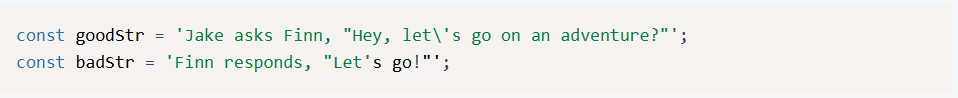 const goodStr = 'Jake asks Finn, "Hey, let\'s go on an adventure?"';
const badStr = 'Finn responds, "Let's go!"';